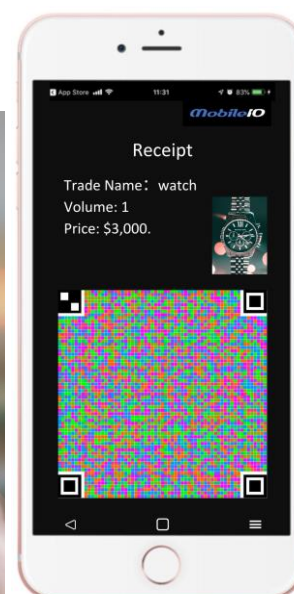 App Store 11:31 83%
MobileIO
Receipt
Trade Name：watch
Volume: 1
Price: $3,000.